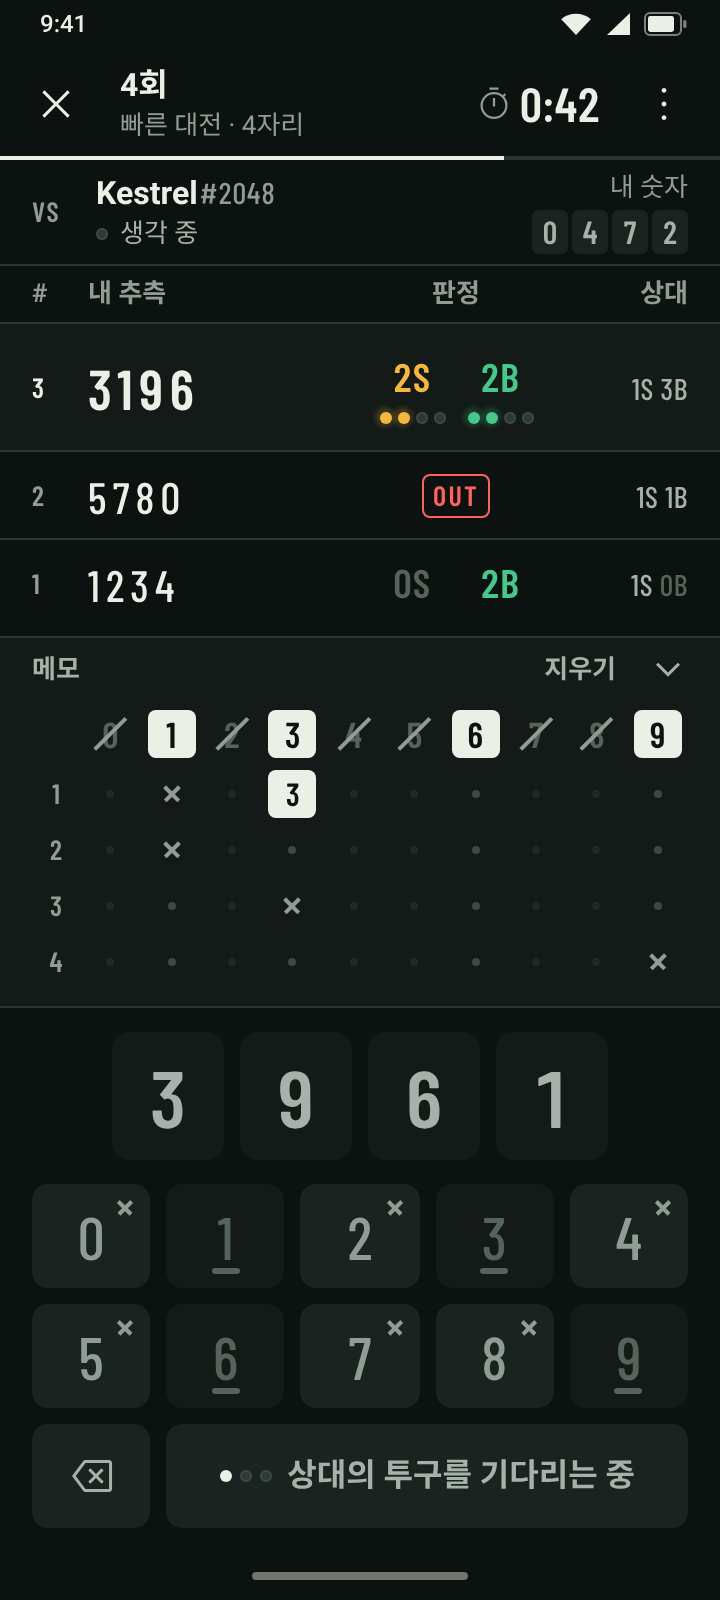 9:41
4회
빠른 대전 · 4자리
0:42
VS
Kestrel#2048
생각 중
내 숫자
0 4 7 2
# 내 추측 판정 상대
3 3196 2S 2B 1S 3B
2 5780 OUT 1S 1B
1 1234 0S 2B 1S 0B
메모 지우기
0 1 2 3 4 5 6 7 8 9
1 × 3
2 ×
3 ×
4 ×
3 9 6 1
0 × 1 2 × 3 4 ×
5 × 6 7 × 8 × 9
상대의 투구를 기다리는 중